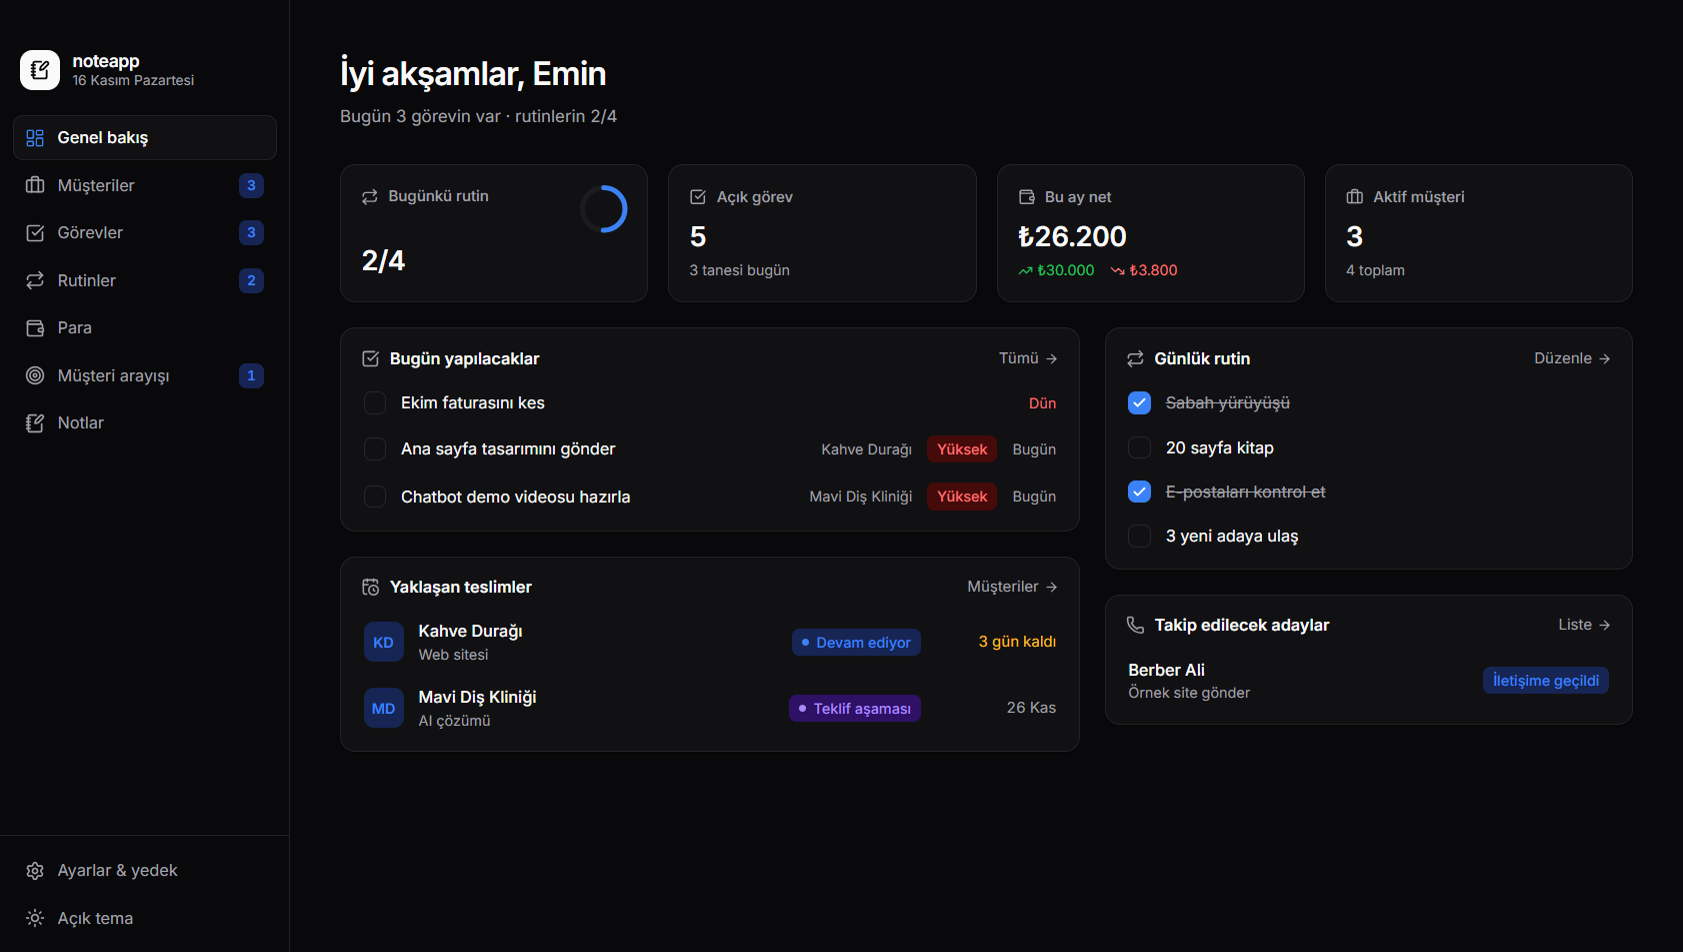 noteapp
16 Kasım Pazartesi
Genel bakış
Müşteriler 3
Görevler 3
Rutinler 2
Para
Müşteri arayışı 1
Notlar
Ayarlar & yedek
Açık tema
İyi akşamlar, Emin
Bugün 3 görevin var · rutinlerin 2/4
Bugünkü rutin
2/4
Açık görev
5
3 tanesi bugün
Bu ay net
₺26.200
₺30.000 ₺3.800
Aktif müşteri
3
4 toplam
Bugün yapılacaklar Tümü →
Ekim faturasını kes Dün
Ana sayfa tasarımını gönder Kahve Durağı Yüksek Bugün
Chatbot demo videosu hazırla Mavi Diş Kliniği Yüksek Bugün
Yaklaşan teslimler Müşteriler →
KD Kahve Durağı Devam ediyor 3 gün kaldı
Web sitesi
MD Mavi Diş Kliniği Teklif aşaması 26 Kas
AI çözümü
Günlük rutin Düzenle →
Sabah yürüyüşü
20 sayfa kitap
E-postaları kontrol et
3 yeni adaya ulaş
Takip edilecek adaylar Liste →
Berber Ali İletişime geçildi
Örnek site gönder